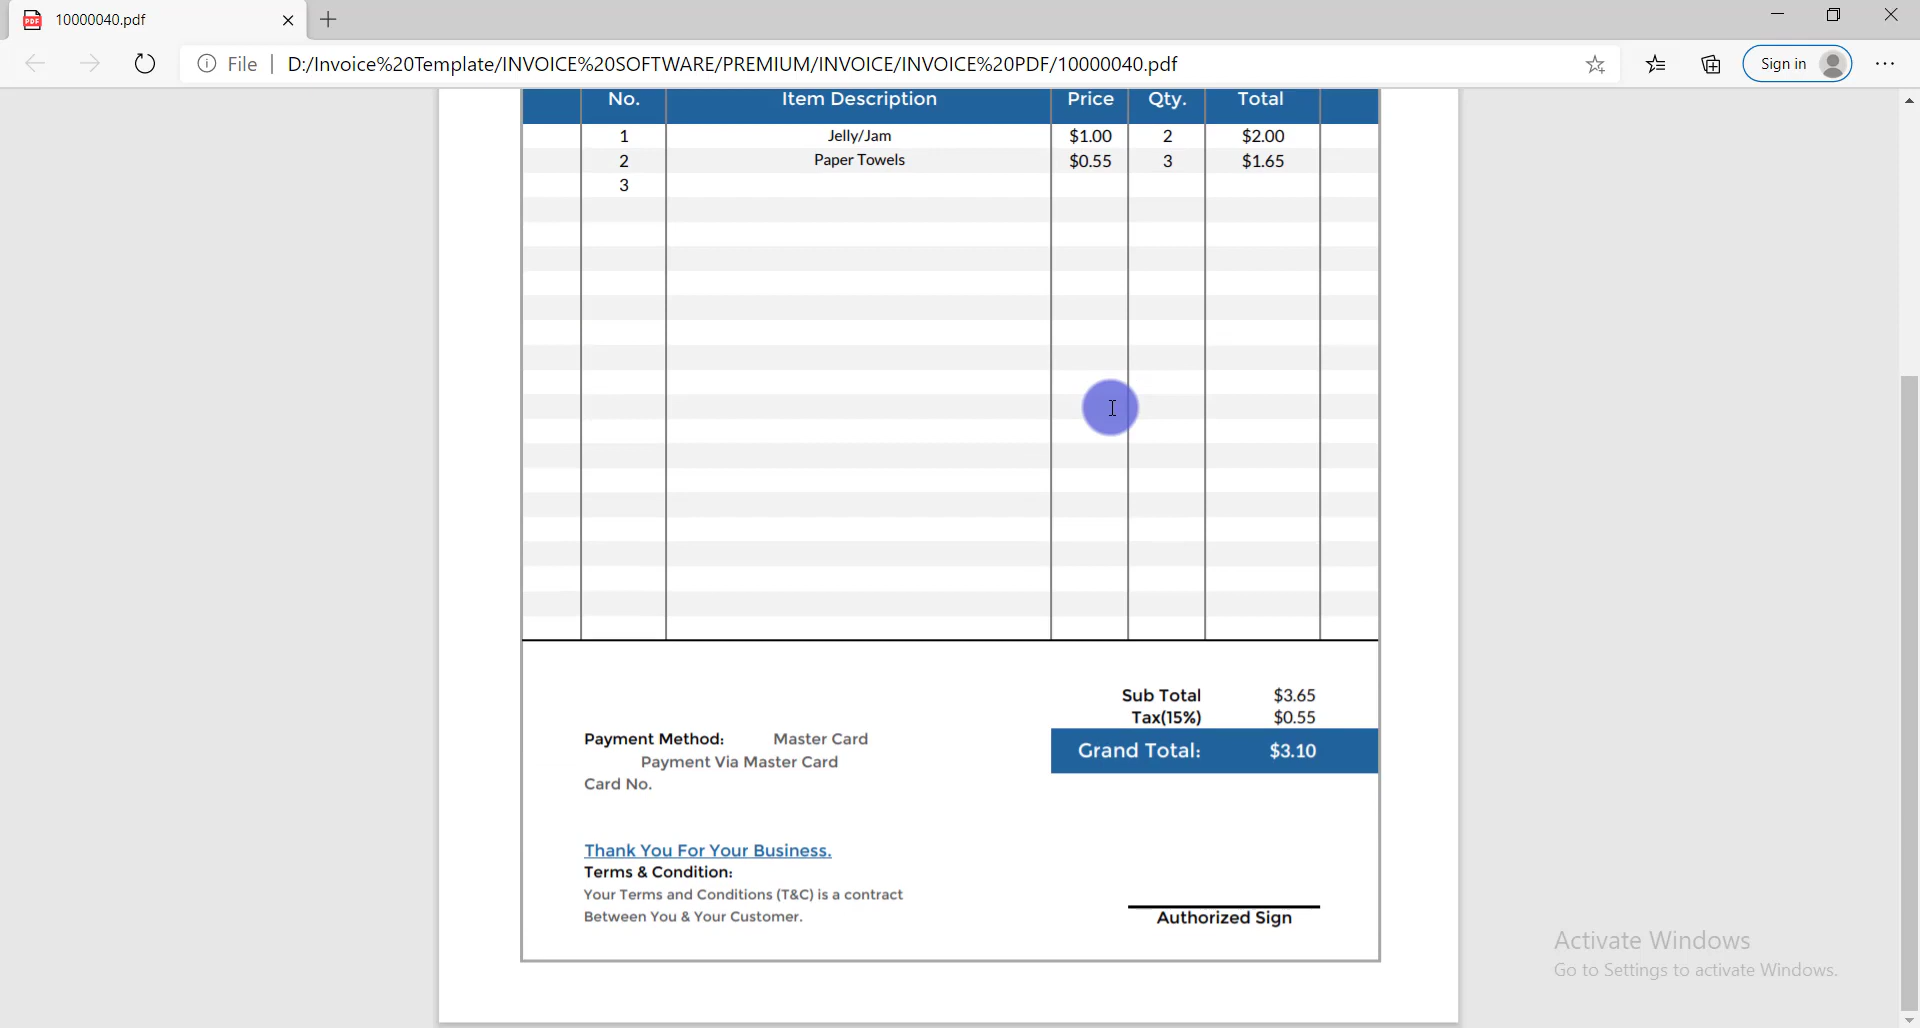 10000040.pdf
File | D:/Invoice%20Template/INVOICE%20SOFTWARE/PREMIUM/INVOICE/INVOICE%20PDF/10000040.pdf
Sign in
No. Item Description Price Qty. Total
1 Jelly/Jam $1.00 2 $2.00
2 Paper Towels $0.55 3 $1.65
3
Sub Total $3.65
Tax(15%) $0.55
Grand Total: $3.10
Payment Method: Master Card
Payment Via Master Card
Card No.
Thank You For Your Business.
Terms & Condition:
Your Terms and Conditions (T&C) is a contract
Between You & Your Customer.
Authorized Sign
Activate Windows
Go to Settings to activate Windows.